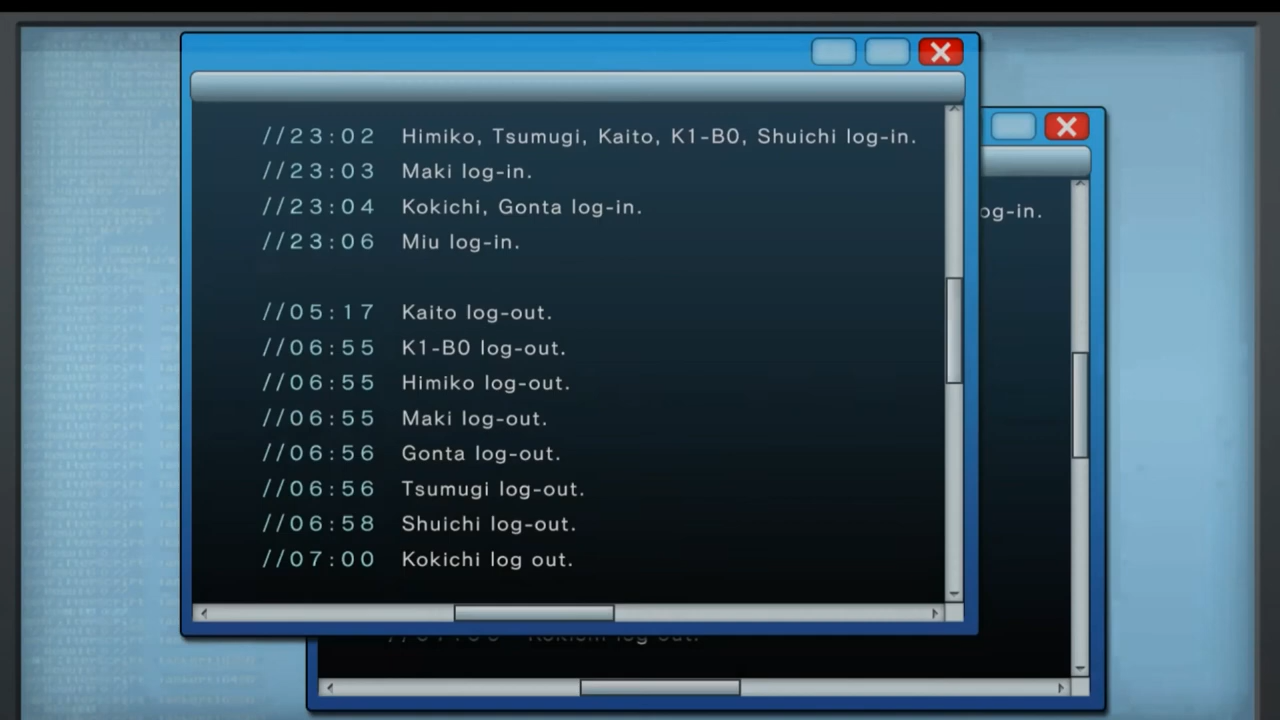 //23:02 Himiko, Tsumugi, Kaito, K1-B0, Shuichi log-in.
//23:03 Maki log-in.
//23:04 Kokichi, Gonta log-in.
//23:06 Miu log-in.
//05:17 Kaito log-out.
//06:55 K1-B0 log-out.
//06:55 Himiko log-out.
//06:55 Maki log-out.
//06:56 Gonta log-out.
//06:56 Tsumugi log-out.
//06:58 Shuichi log-out.
//07:00 Kokichi log out.